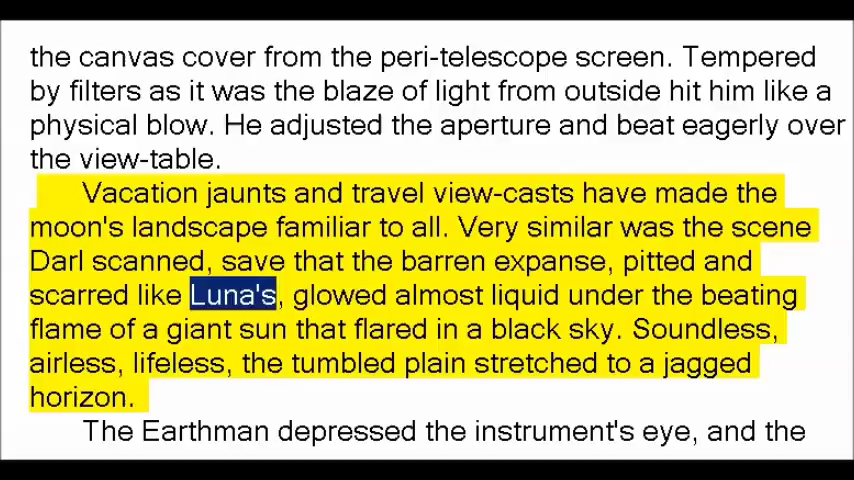 the canvas cover from the peri-telescope screen. Tempered
by filters as it was the blaze of light from outside hit him like a
physical blow. He adjusted the aperture and beat eagerly over
the view-table.
Vacation jaunts and travel view-casts have made the
moon's landscape familiar to all. Very similar was the scene
Darl scanned, save that the barren expanse, pitted and
scarred like Luna's, glowed almost liquid under the beating
flame of a giant sun that flared in a black sky. Soundless,
airless, lifeless, the tumbled plain stretched to a jagged
horizon.
The Earthman depressed the instrument's eye, and the